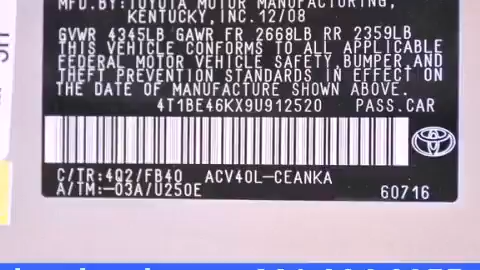 MFD.BY:TOYOTA MOTOR MANUFACTURING,
KENTUCKY,INC.12/08
GVWR 4345LB GAWR FR 2668LB RR 2359LB
THIS VEHICLE CONFORMS TO ALL APPLICABLE
FEDERAL MOTOR VEHICLE SAFETY,BUMPER,AND
THEFT PREVENTION STANDARDS IN EFFECT ON
THE DATE OF MANUFACTURE SHOWN ABOVE.
4T1BE46KX9U912520 PASS.CAR
C/TR:4Q2/FB40 ACV40L-CEANKA
A/TM:-03A/U250E 60716